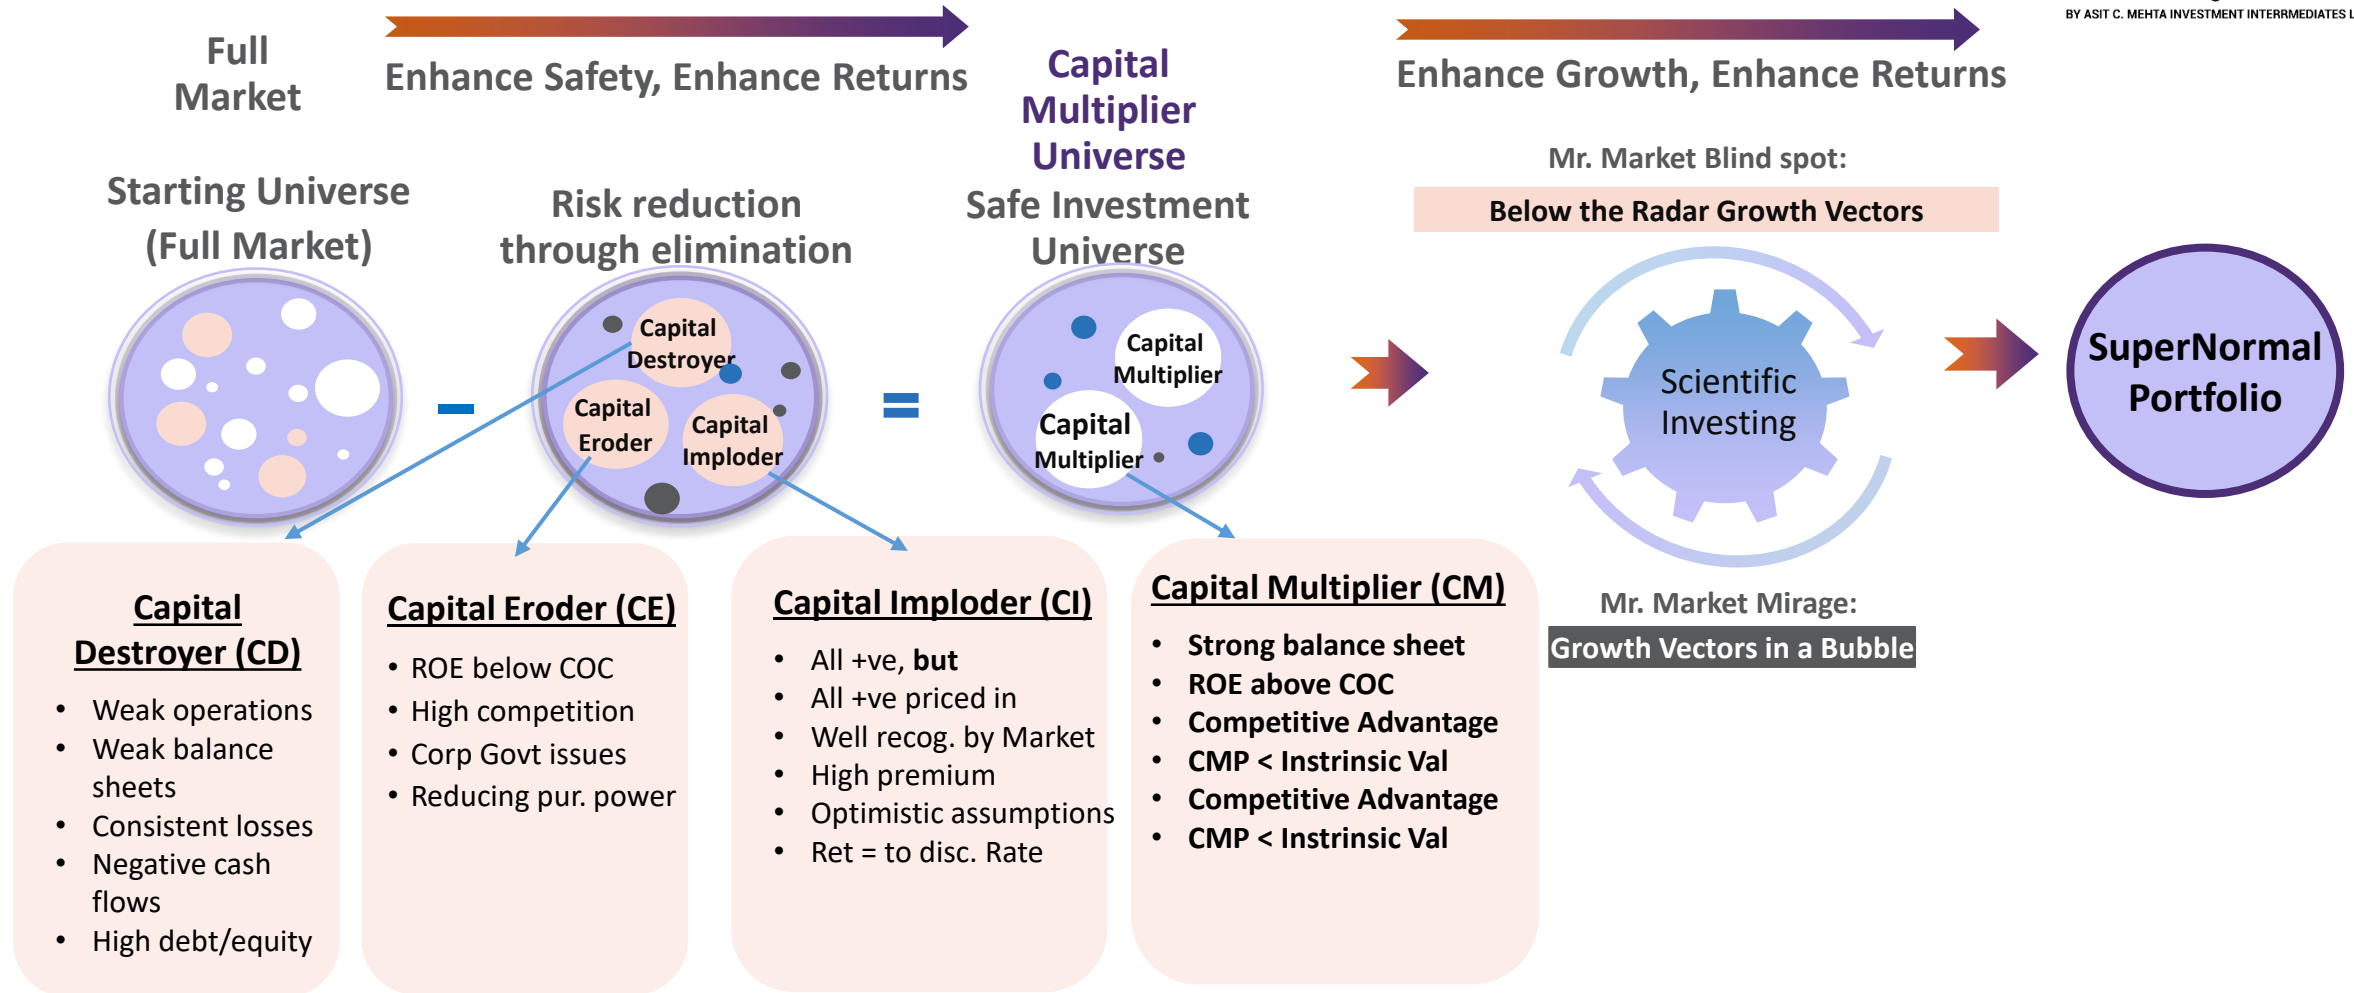 BY ASIT C. MEHTA INVESTMENT INTERRMEDIATES L
Full
Market
Enhance Safety, Enhance Returns
Capital
Multiplier
Universe
Enhance Growth, Enhance Returns
Starting Universe
(Full Market)
Risk reduction
through elimination
Safe Investment
Universe
Mr. Market Blind spot:
Below the Radar Growth Vectors
Capital
Destroyer
Capital
Eroder
Capital
Imploder
Capital
Multiplier
Capital
Multiplier
Scientific
Investing
SuperNormal
Portfolio
Mr. Market Mirage:
Growth Vectors in a Bubble
Capital
Destroyer (CD)
• Weak operations
• Weak balance
sheets
• Consistent losses
• Negative cash
flows
• High debt/equity
Capital Eroder (CE)
• ROE below COC
• High competition
• Corp Govt issues
• Reducing pur. power
Capital Imploder (CI)
• All +ve, but
• All +ve priced in
• Well recog. by Market
• High premium
• Optimistic assumptions
• Ret = to disc. Rate
Capital Multiplier (CM)
• Strong balance sheet
• ROE above COC
• Competitive Advantage
• CMP < Instrinsic Val
• Competitive Advantage
• CMP < Instrinsic Val